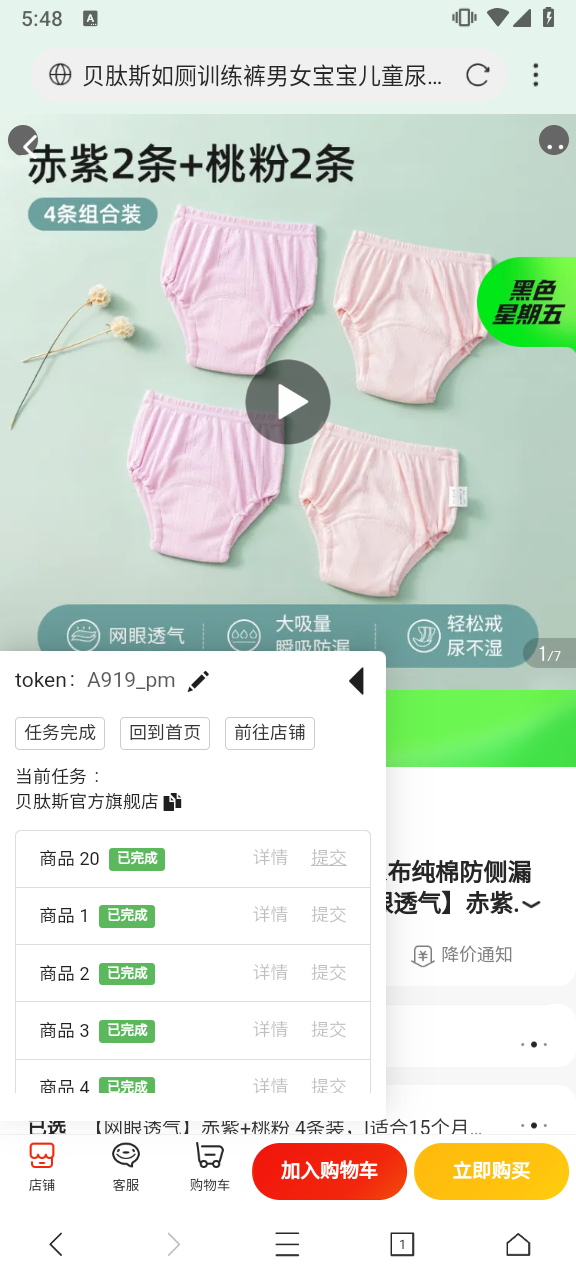 5:48
A
贝肽斯如厕训练裤男女宝宝儿童尿...
赤紫2条+桃粉2条
4条组合装
黑色
星期五
网眼透气
大吸量
瞬吸防漏
轻松戒
尿不湿
1/7
token: A919_pm
任务完成 回到首页 前往店铺
当前任务：
贝肽斯官方旗舰店
商品 20 已完成 详情 提交
商品 1 已完成 详情 提交
商品 2 已完成 详情 提交
商品 3 已完成 详情 提交
商品 4 已完成 详情 提交
布纯棉防侧漏
透气】赤紫.
降价通知
已选 【网眼透气】赤紫+桃粉 4条装，[适合15个月...
店铺 客服 购物车 加入购物车 立即购买
1